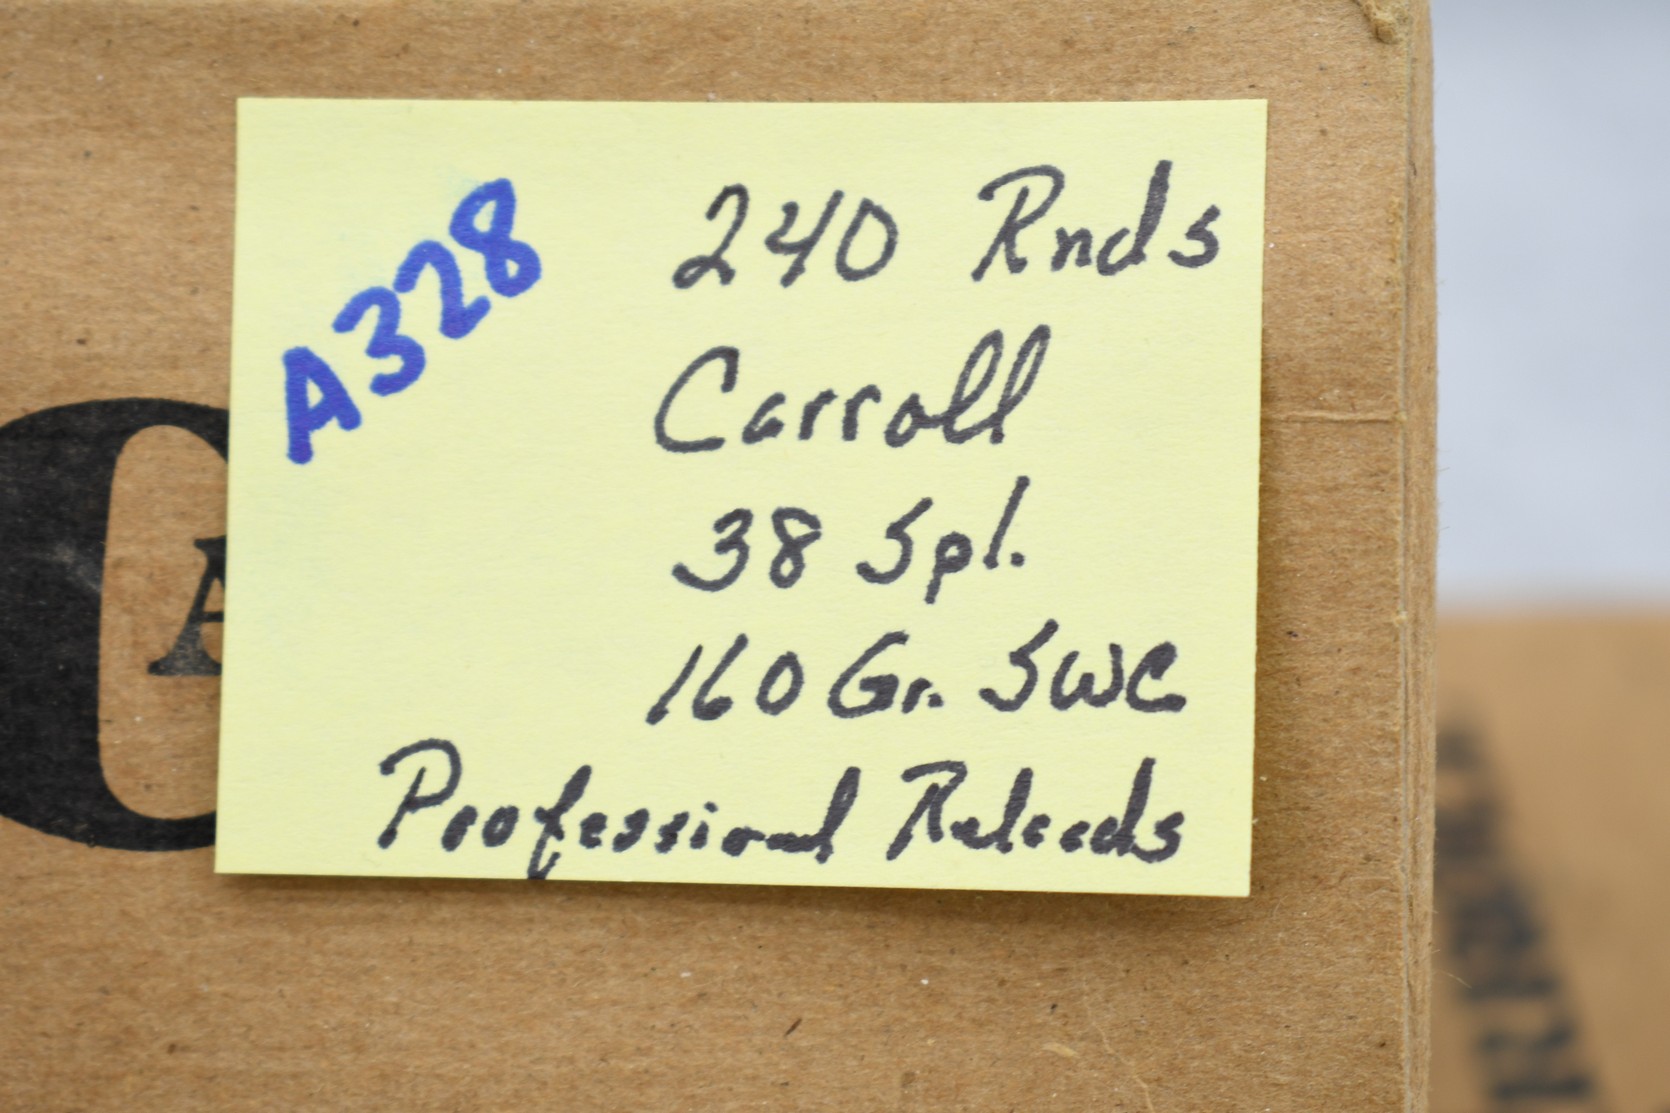 A328
240 Rnds
Carroll
38 Spl.
160 Gr. SWC
Professional Reloads
A